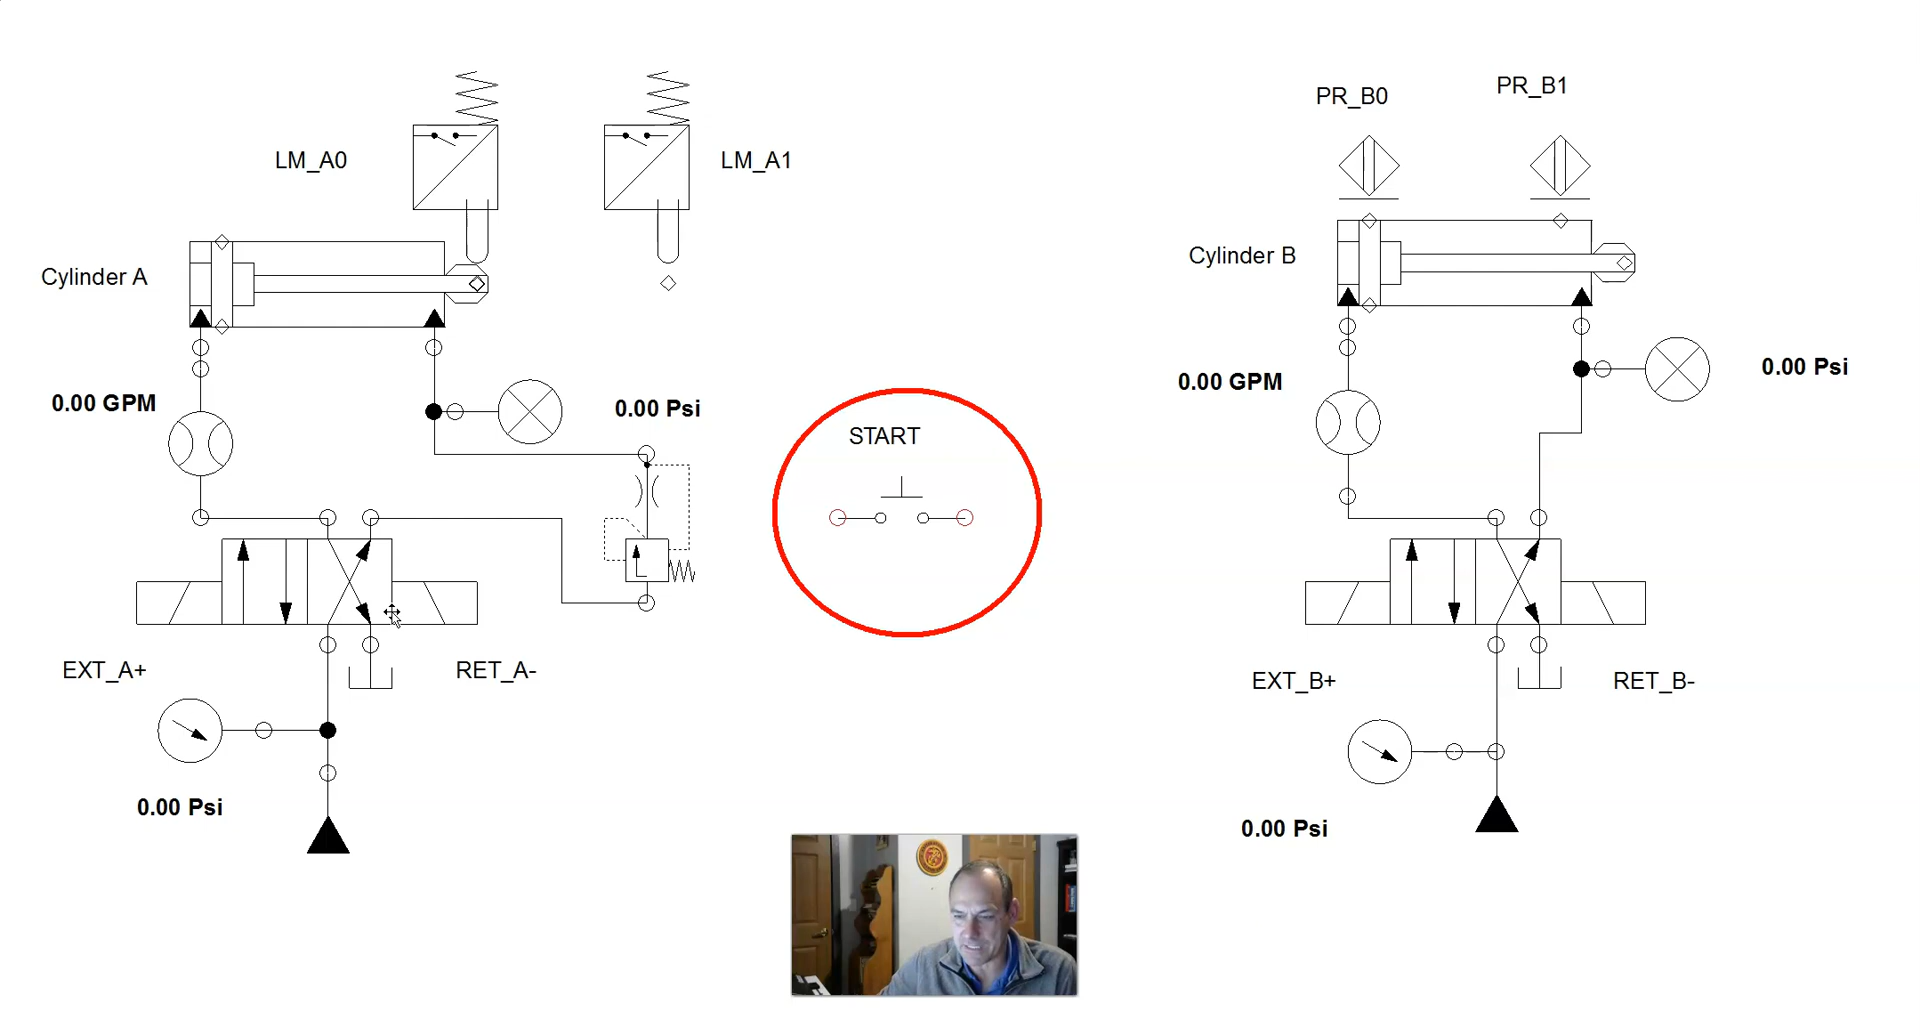 PR_B0
PR_B1
LM_A0
LM_A1
Cylinder A
Cylinder B
0.00 GPM
0.00 Psi
START
0.00 GPM
0.00 Psi
EXT_A+
RET_A-
EXT_B+
RET_B-
0.00 Psi
0.00 Psi